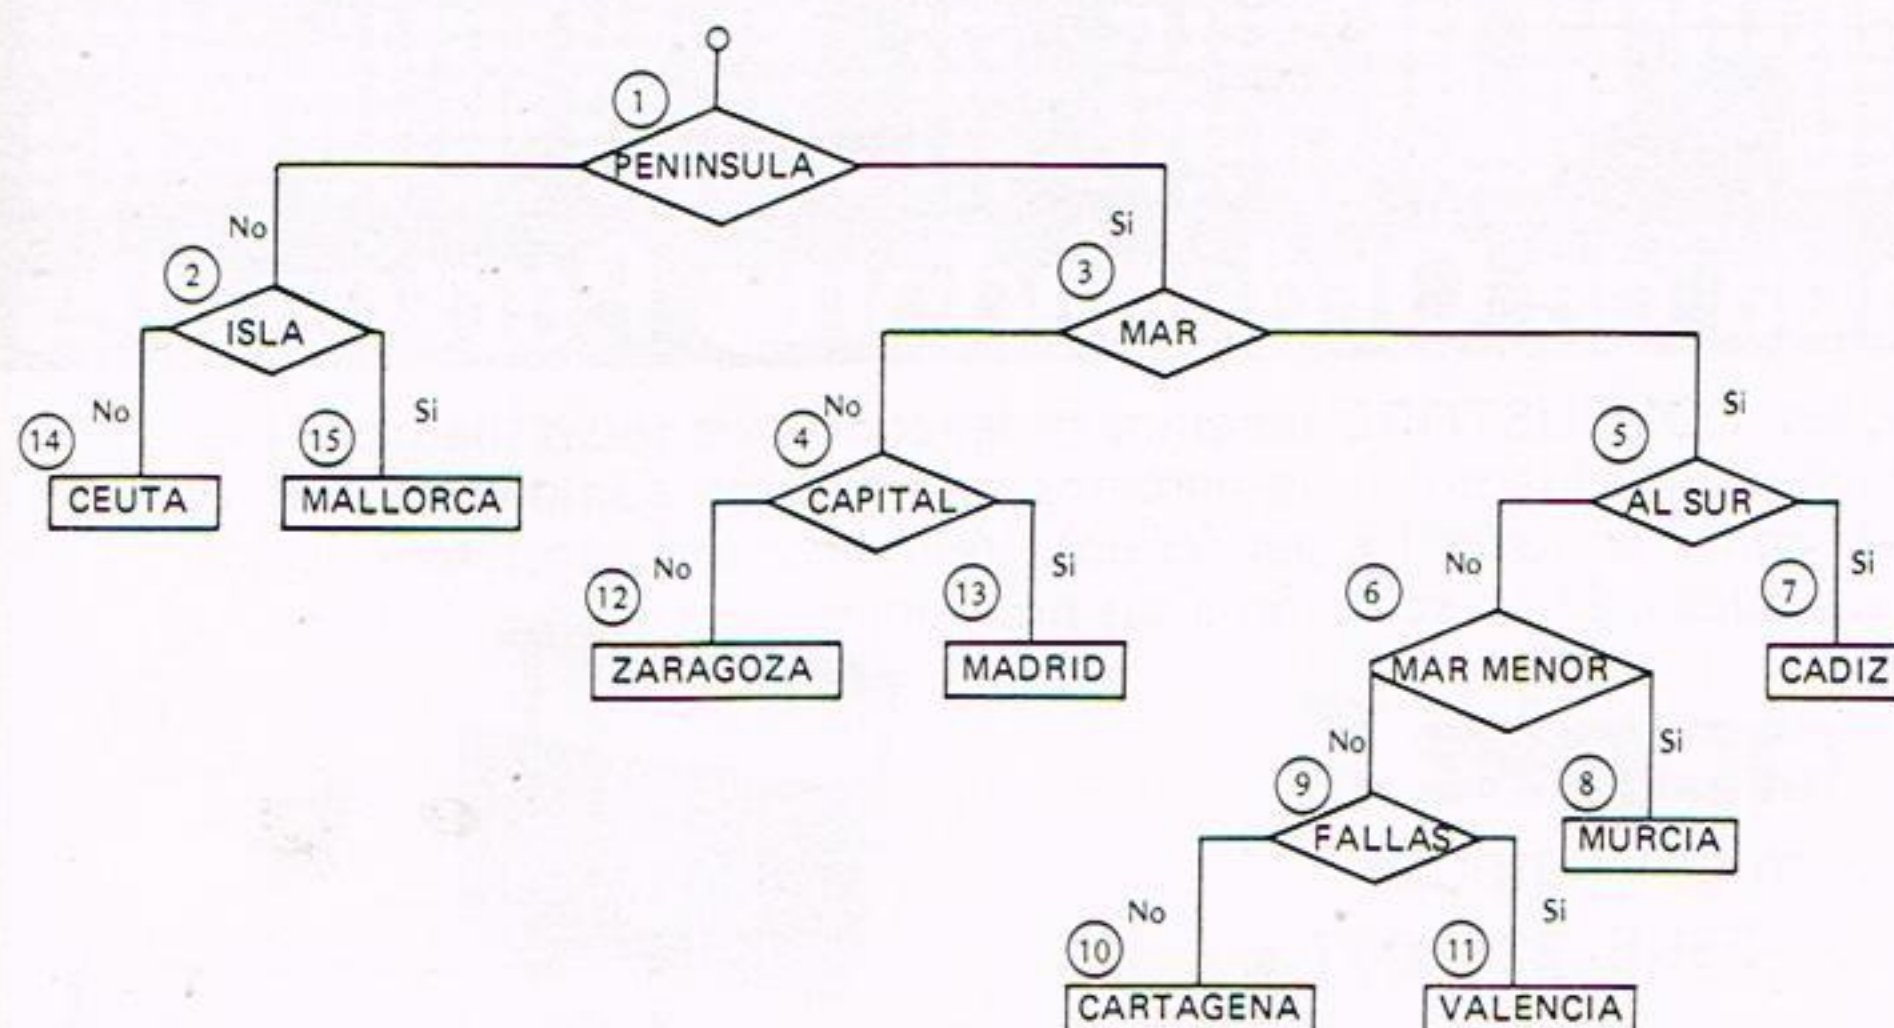 1
PENINSULA
No
Si
2
3
ISLA
MAR
No
Si
No
Si
14
15
4
5
CEUTA
MALLORCA
CAPITAL
AL SUR
No
Si
No
Si
12
13
6
7
ZARAGOZA
MADRID
MAR MENOR
CADIZ
No
Si
9
8
FALLAS
MURCIA
No
Si
10
11
CARTAGENA
VALENCIA